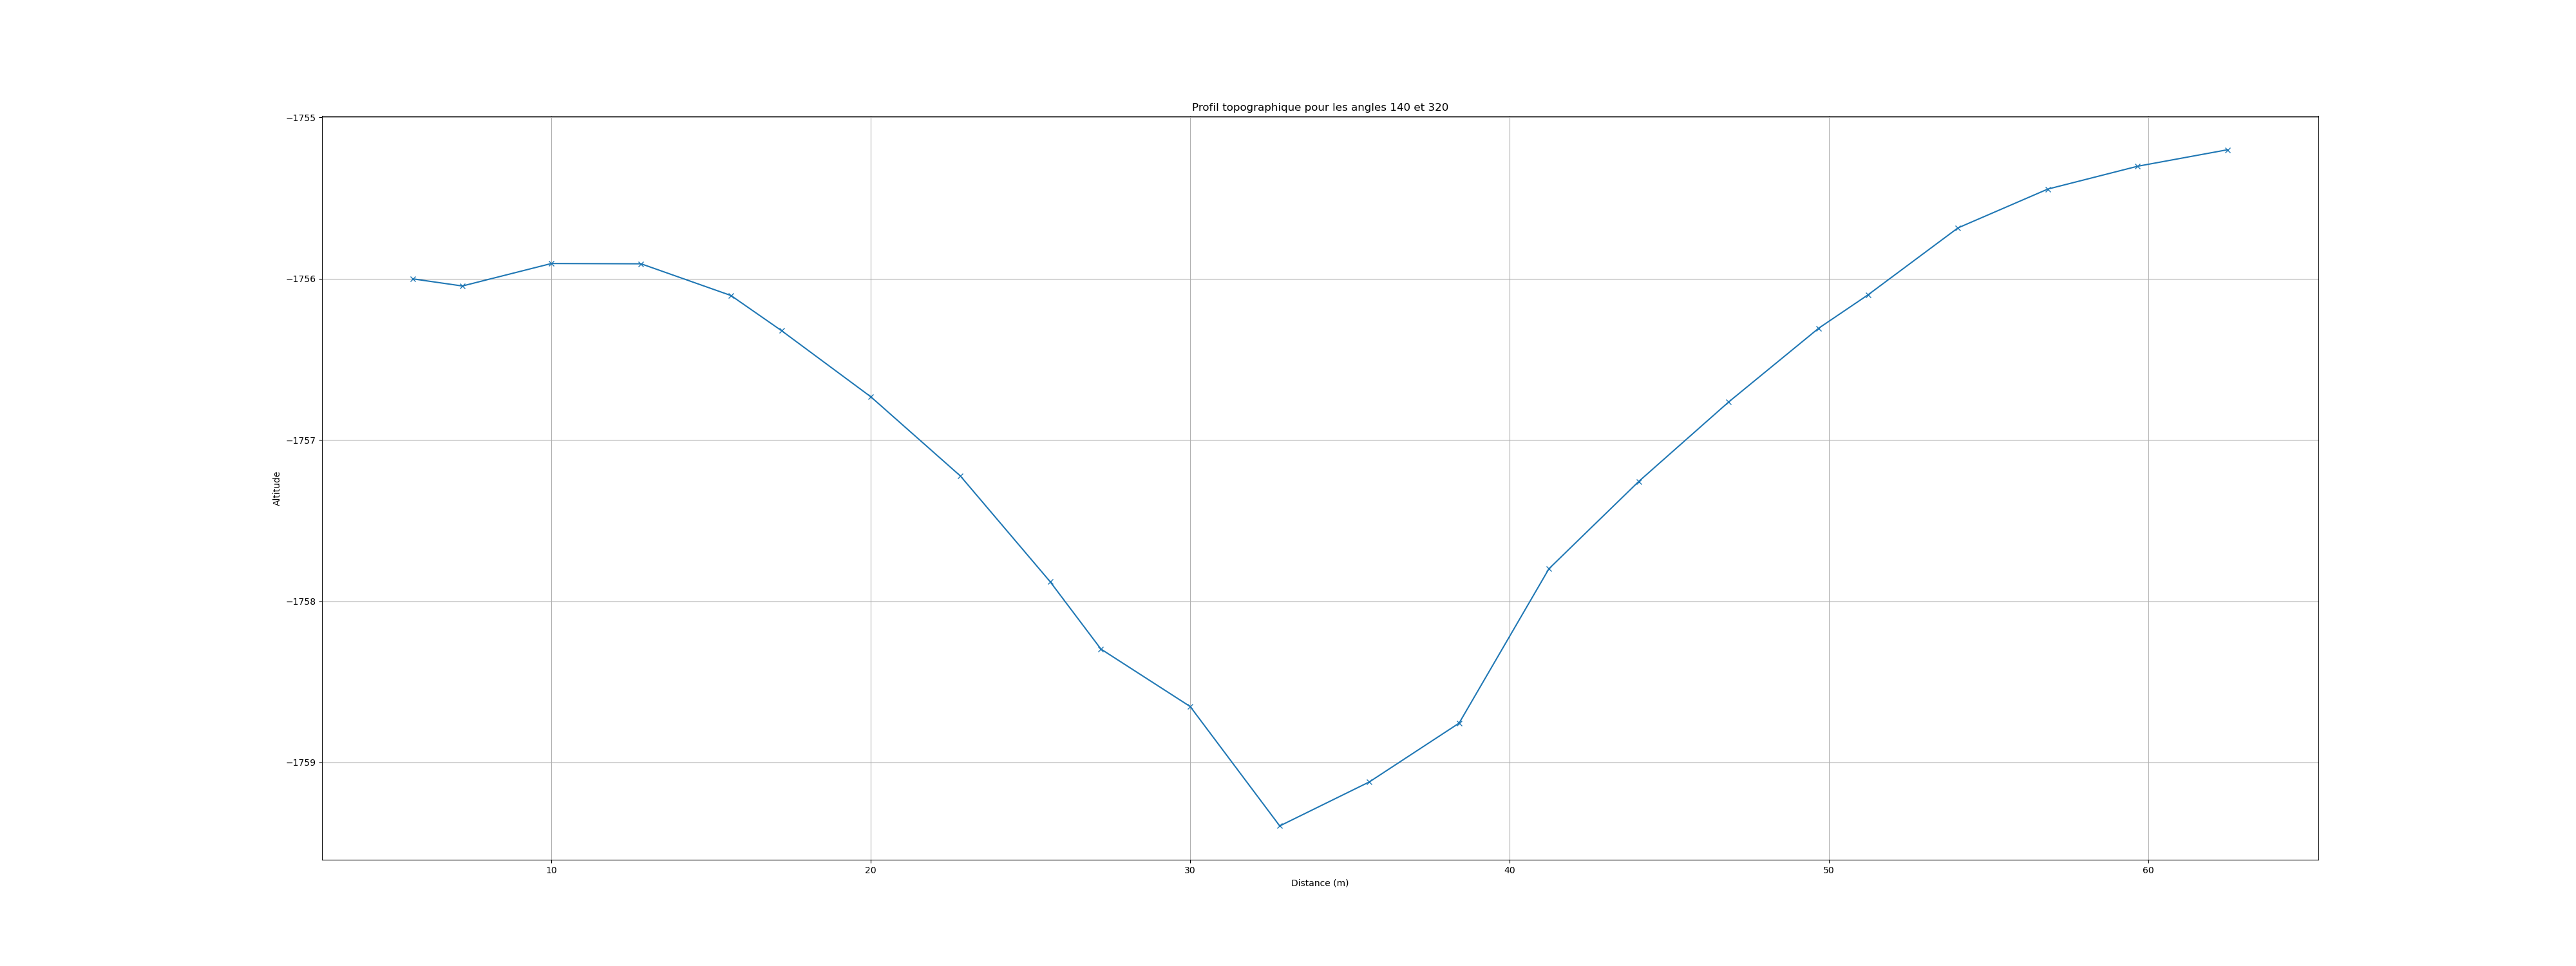 Profil topographique pour les angles 140 et 320
−1755
−1756
−1757
−1758
−1759
Altitude
10 20 30 40 50 60
Distance (m)